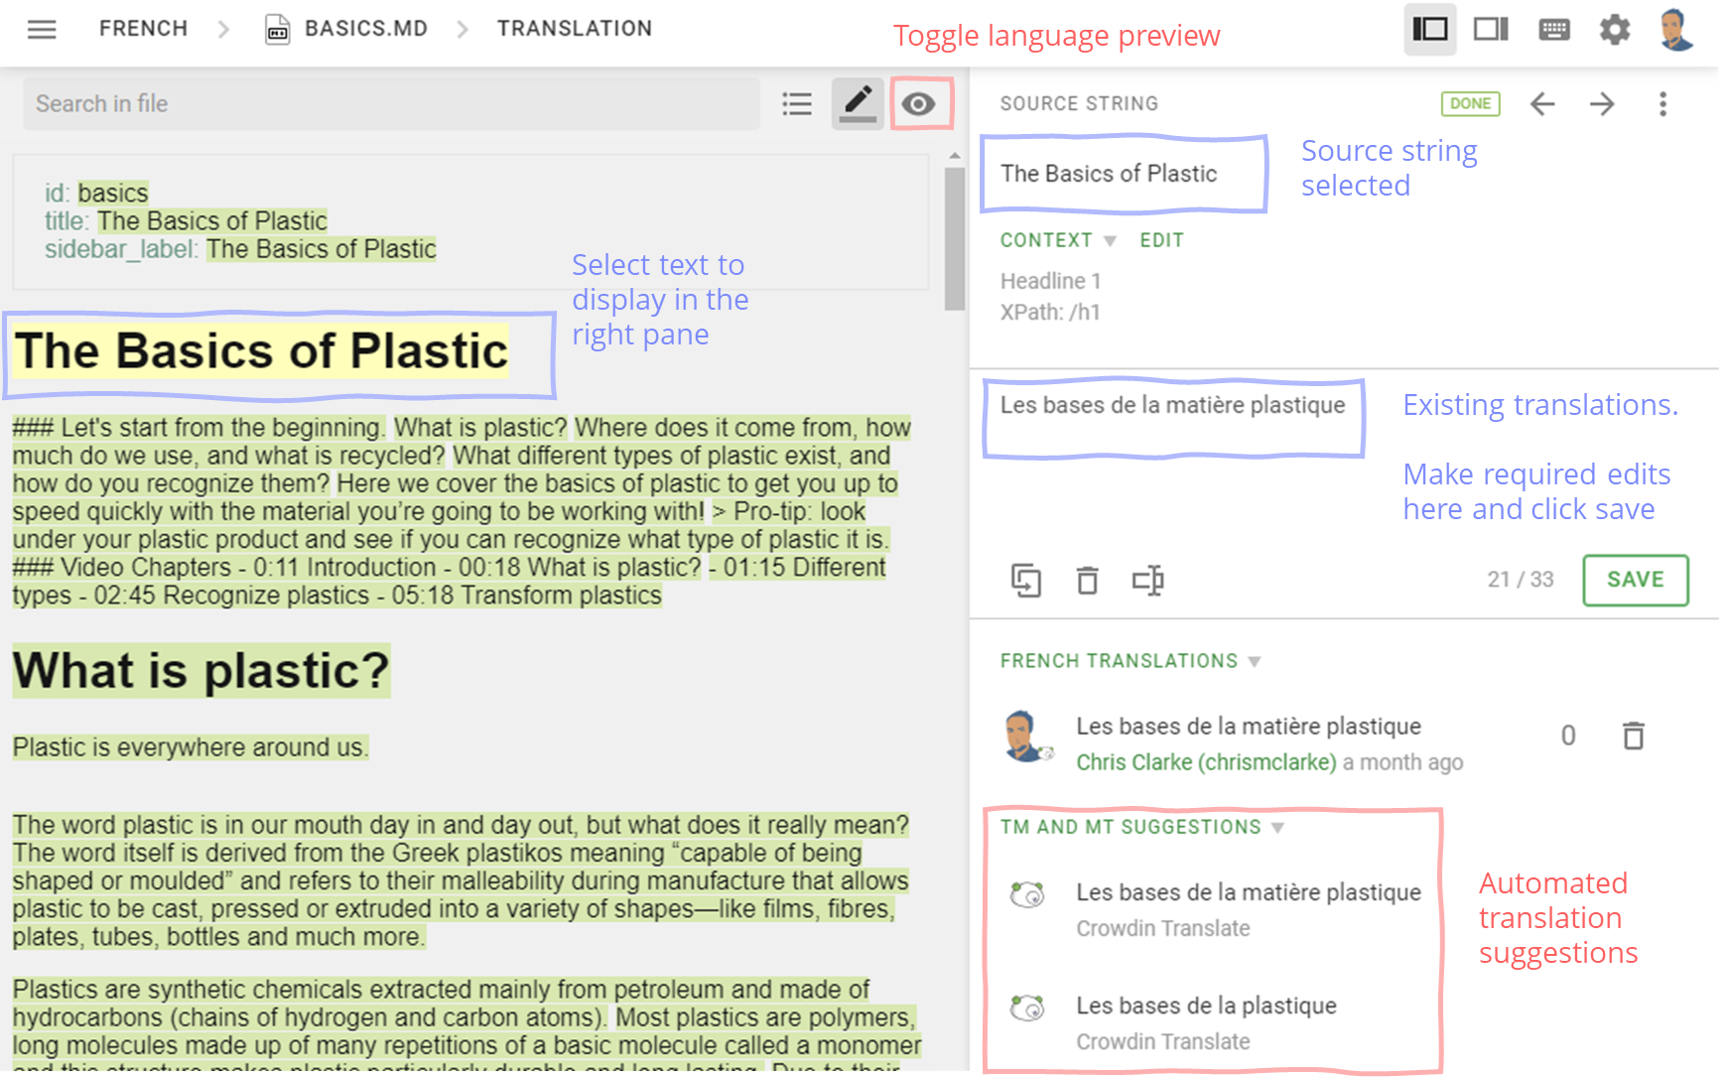 FRENCH
BASICS.MD
TRANSLATION
Toggle language preview
Search in file
id: basics
title: The Basics of Plastic
sidebar_label: The Basics of Plastic
Select text to
display in the
right pane
The Basics of Plastic
### Let's start from the beginning. What is plastic? Where does it come from, how
much do we use, and what is recycled? What different types of plastic exist, and
how do you recognize them? Here we cover the basics of plastic to get you up to
speed quickly with the material you’re going to be working with! > Pro-tip: look
under your plastic product and see if you can recognize what type of plastic it is.
### Video Chapters - 0:11 Introduction - 00:18 What is plastic? - 01:15 Different
types - 02:45 Recognize plastics - 05:18 Transform plastics
What is plastic?
Plastic is everywhere around us.
The word plastic is in our mouth day in and day out, but what does it really mean?
The word itself is derived from the Greek plastikos meaning “capable of being
shaped or moulded” and refers to their malleability during manufacture that allows
plastic to be cast, pressed or extruded into a variety of shapes—like films, fibres,
plates, tubes, bottles and much more.
Plastics are synthetic chemicals extracted mainly from petroleum and made of
hydrocarbons (chains of hydrogen and carbon atoms). Most plastics are polymers,
long molecules made up of many repetitions of a basic molecule called a monomer
and this structure makes plastic particularly durable and long lasting. Due to their
SOURCE STRING
DONE
The Basics of Plastic
Source string
selected
CONTEXT
EDIT
Headline 1
XPath: /h1
Les bases de la matière plastique
Existing translations.
Make required edits
here and click save
21 / 33
SAVE
FRENCH TRANSLATIONS
Les bases de la matière plastique
0
Chris Clarke (chrismclarke) a month ago
TM AND MT SUGGESTIONS
Les bases de la matière plastique
Crowdin Translate
Les bases de la plastique
Crowdin Translate
Automated
translation
suggestions